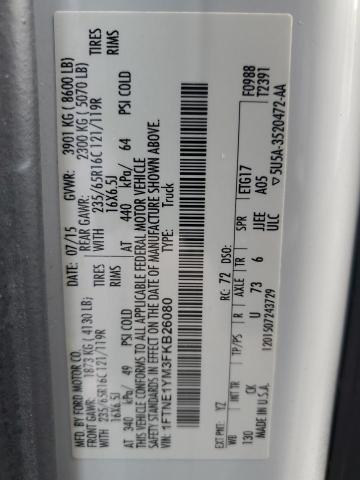 MFD. BY FORD MOTOR CO.
DATE: 07/15 GVWR: 3901 KG ( 8600 LB)
FRONT GAWR: 1873 KG ( 4130 LB) REAR GAWR: 2300 KG ( 5070 LB)
WITH 235/65R16C 121/119R TIRES WITH 235/65R16C 121/119R TIRES
16X6.5J RIMS 16X6.5J RIMS
AT 340 kPa/ 49 PSI COLD AT 440 kPa/ 64 PSI COLD
THIS VEHICLE CONFORMS TO ALL APPLICABLE FEDERAL MOTOR VEHICLE
SAFETY STANDARDS IN EFFECT ON THE DATE OF MANUFACTURE SHOWN ABOVE.
VIN: 1FTNE1YM3FKB26080
TYPE: Truck
EXT PNT: YZ RC: 72 DSO: F0988
WB INT TR TP/PS R AXLE TR SPR ETG17 T2391
130 CK U 73 6 JJEE A05
MADE IN U.S.A. 1201507243729 ULC 5U5A-3520472-AA